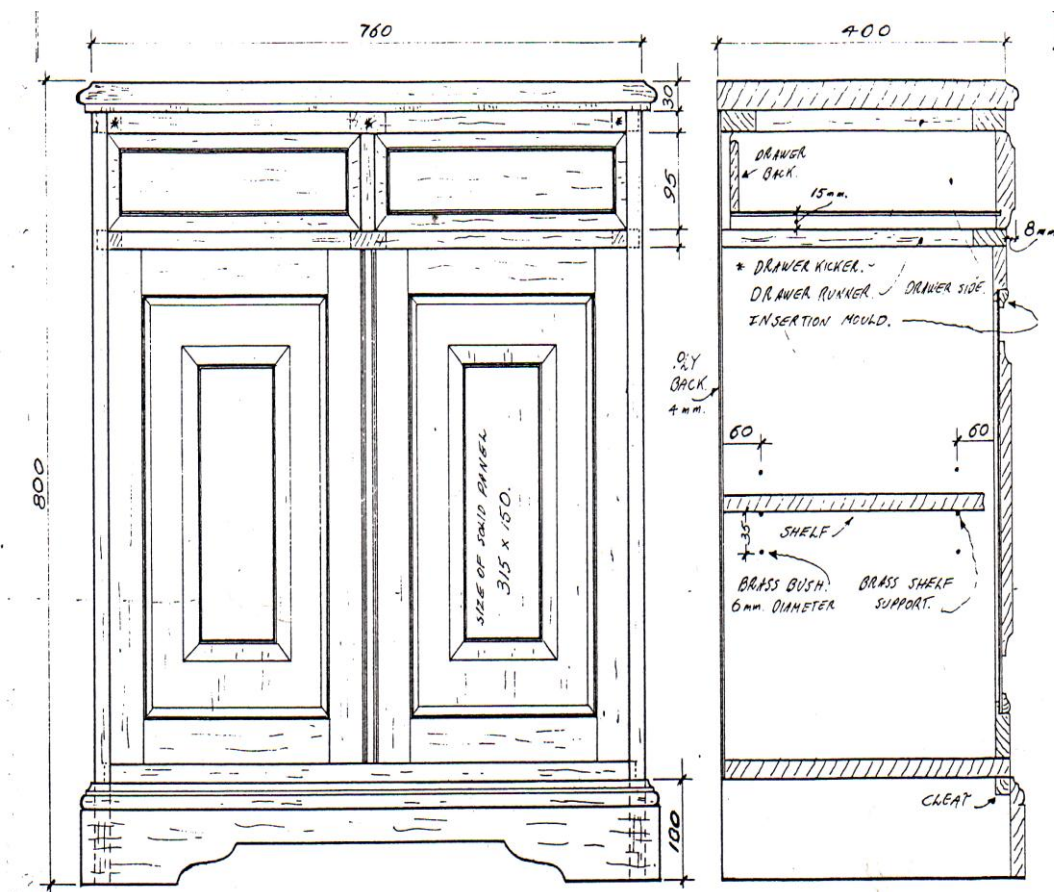 760
400
30
DRAWER
BACK.
95
15mm.
8mm
* DRAWER KICKER.
DRAWER RUNNER.
DRAWER SIDE.
INSERTION MOULD.
PLY
BACK.
4mm.
60
60
800
SIZE OF SOLID PANEL
315 x 150.
35
SHELF
BRASS BUSH.
6mm. DIAMETER
BRASS SHELF
SUPPORT.
100
CLEAT